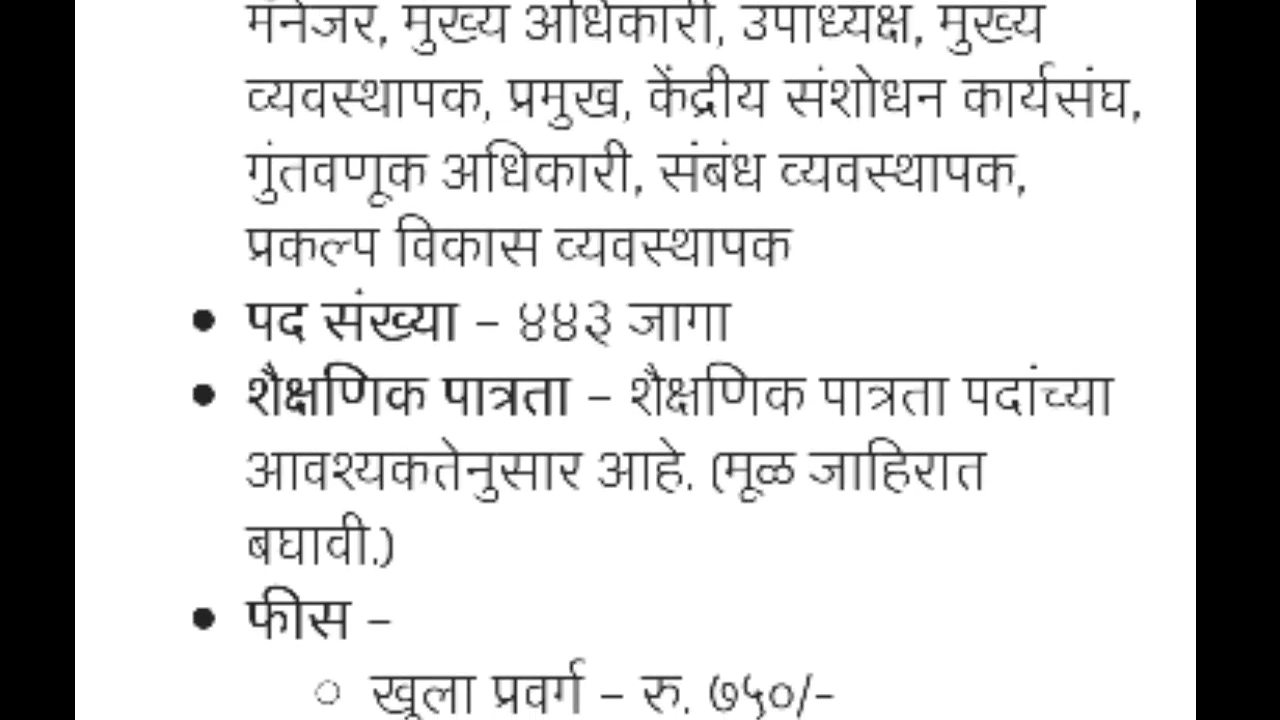 मॅनेजर, मुख्य अधिकारी, उपाध्यक्ष, मुख्य
व्यवस्थापक, प्रमुख, केंद्रीय संशोधन कार्यसंघ,
गुंतवणूक अधिकारी, संबंध व्यवस्थापक,
प्रकल्प विकास व्यवस्थापक
• पद संख्या – ४४३ जागा
• शैक्षणिक पात्रता – शैक्षणिक पात्रता पदांच्या
आवश्यकतेनुसार आहे. (मूळ जाहिरात
बघावी.)
• फीस –
○ खुला प्रवर्ग – रु. ७५०/-